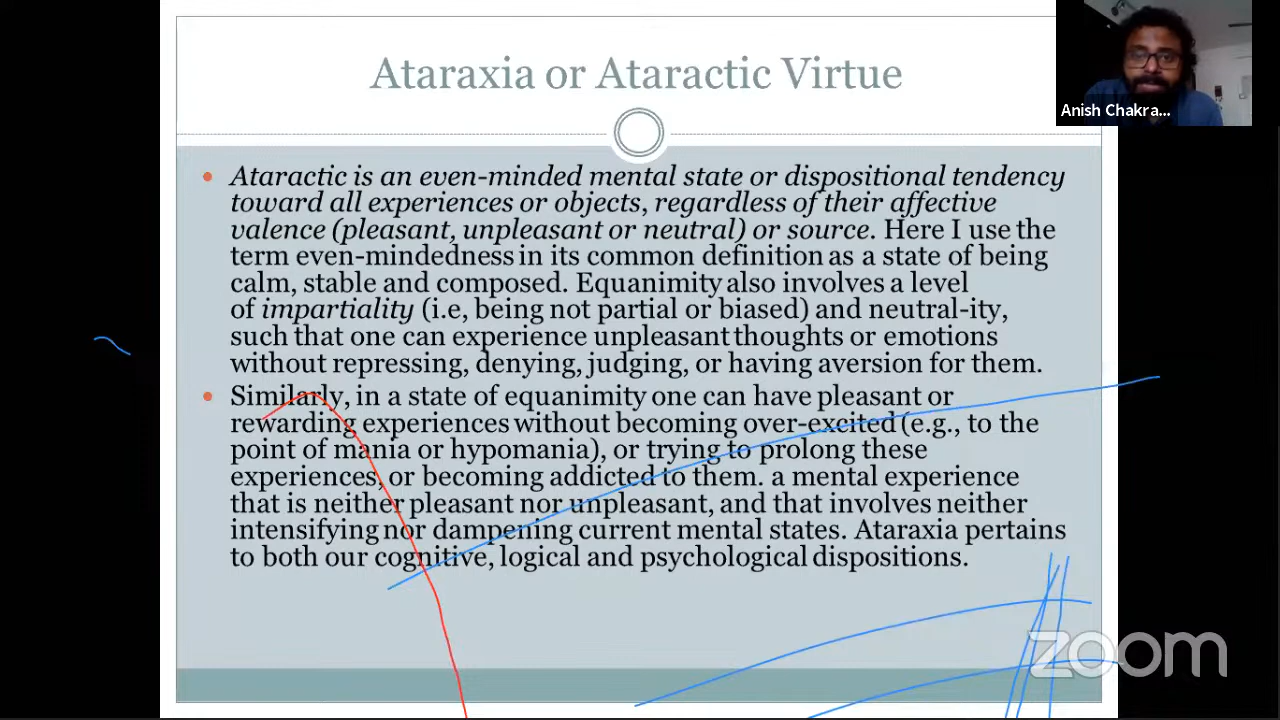 Ataraxia or Ataractic Virtue
Anish Chakra...
• Ataractic is an even-minded mental state or dispositional tendency
toward all experiences or objects, regardless of their affective
valence (pleasant, unpleasant or neutral) or source. Here I use the
term even-mindedness in its common definition as a state of being
calm, stable and composed. Equanimity also involves a level
of impartiality (i.e, being not partial or biased) and neutral-ity,
such that one can experience unpleasant thoughts or emotions
without repressing, denying, judging, or having aversion for them.
• Similarly, in a state of equanimity one can have pleasant or
rewarding experiences without becoming over-excited (e.g., to the
point of mania or hypomania), or trying to prolong these
experiences, or becoming addicted to them. a mental experience
that is neither pleasant nor unpleasant, and that involves neither
intensifying nor dampening current mental states. Ataraxia pertains
to both our cognitive, logical and psychological dispositions.
zoom